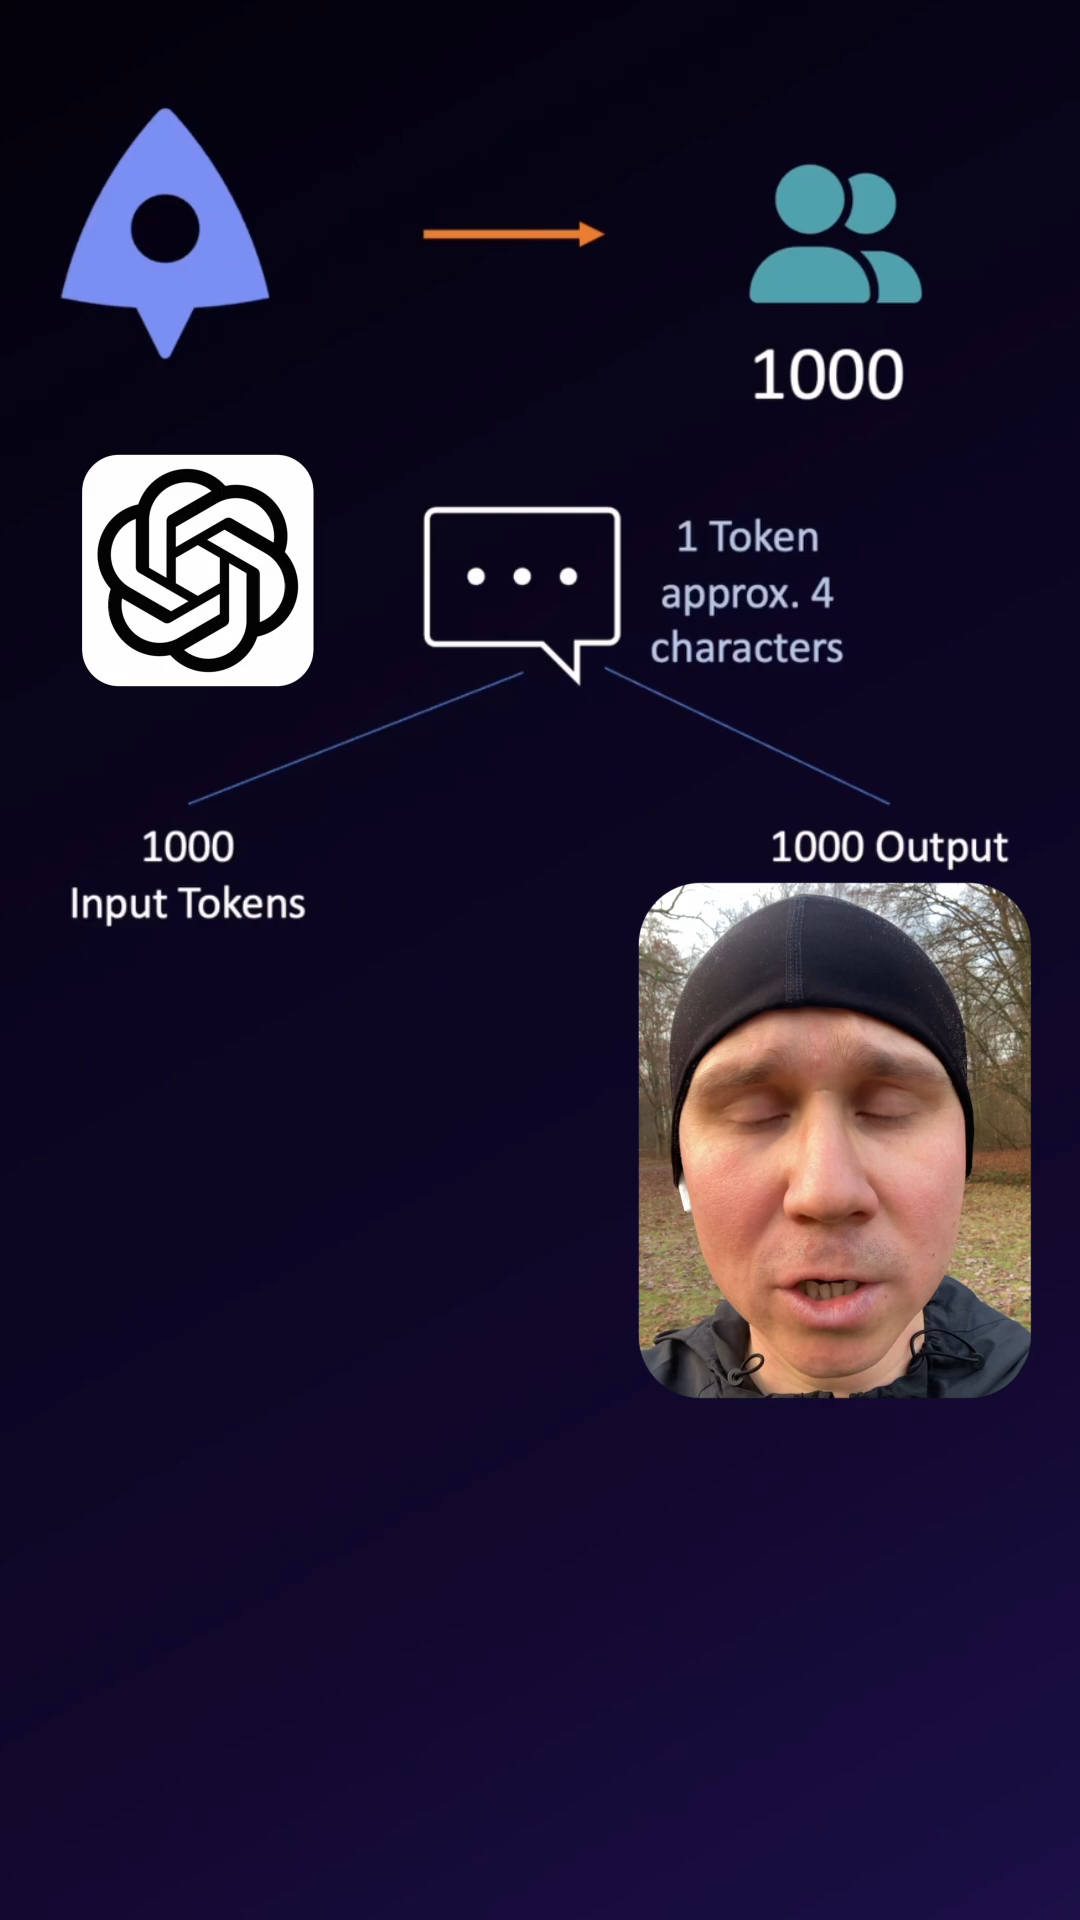 1000
1 Token
approx. 4
characters
1000
Input Tokens
1000 Output